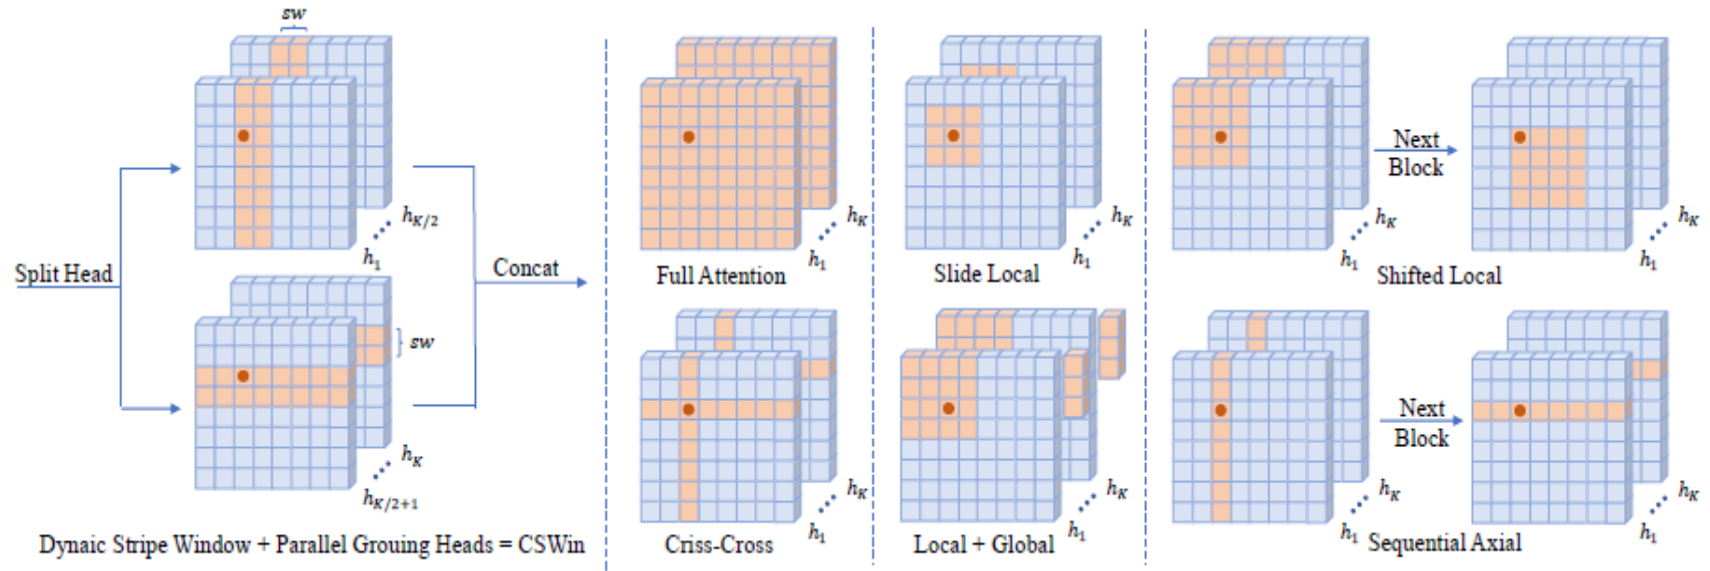 sw
h_{K/2}
h_1
Split Head
Concat
sw
h_K
h_{K/2+1}
Dynaic Stripe Window + Parallel Grouing Heads = CSWin
h_K
h_1
Full Attention
h_K
h_1
Criss-Cross
h_K
h_1
Slide Local
h_K
h_1
Local + Global
h_K
h_1
Next
Block
h_K
h_1
Shifted Local
h_K
h_1
Next
Block
h_K
h_1
Sequential Axial